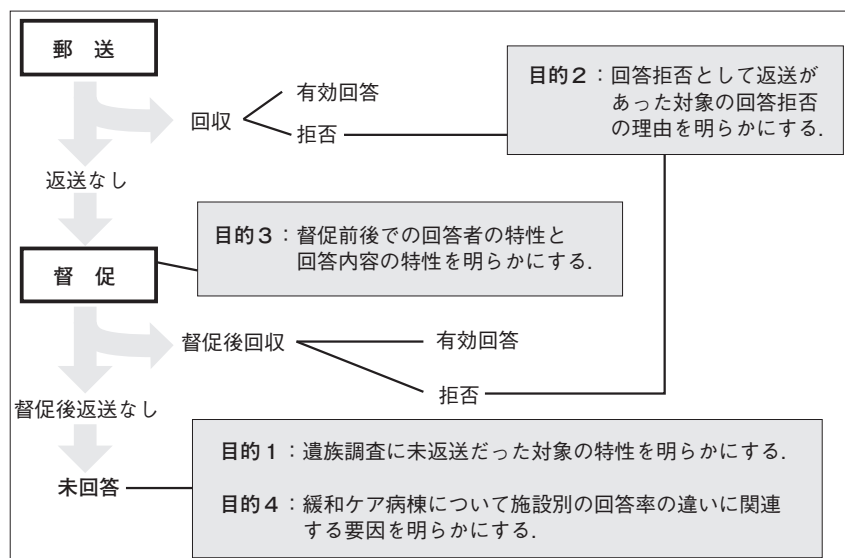 郵 送
目的2：回答拒否として返送が
あった対象の回答拒否
の理由を明らかにする.
有効回答
回収
拒否
返送なし
目的3：督促前後での回答者の特性と
回答内容の特性を明らかにする.
督 促
督促後回収
有効回答
拒否
督促後返送なし
目的1：遺族調査に未返送だった対象の特性を明らかにする.
未回答
目的4：緩和ケア病棟について施設別の回答率の違いに関連
する要因を明らかにする.